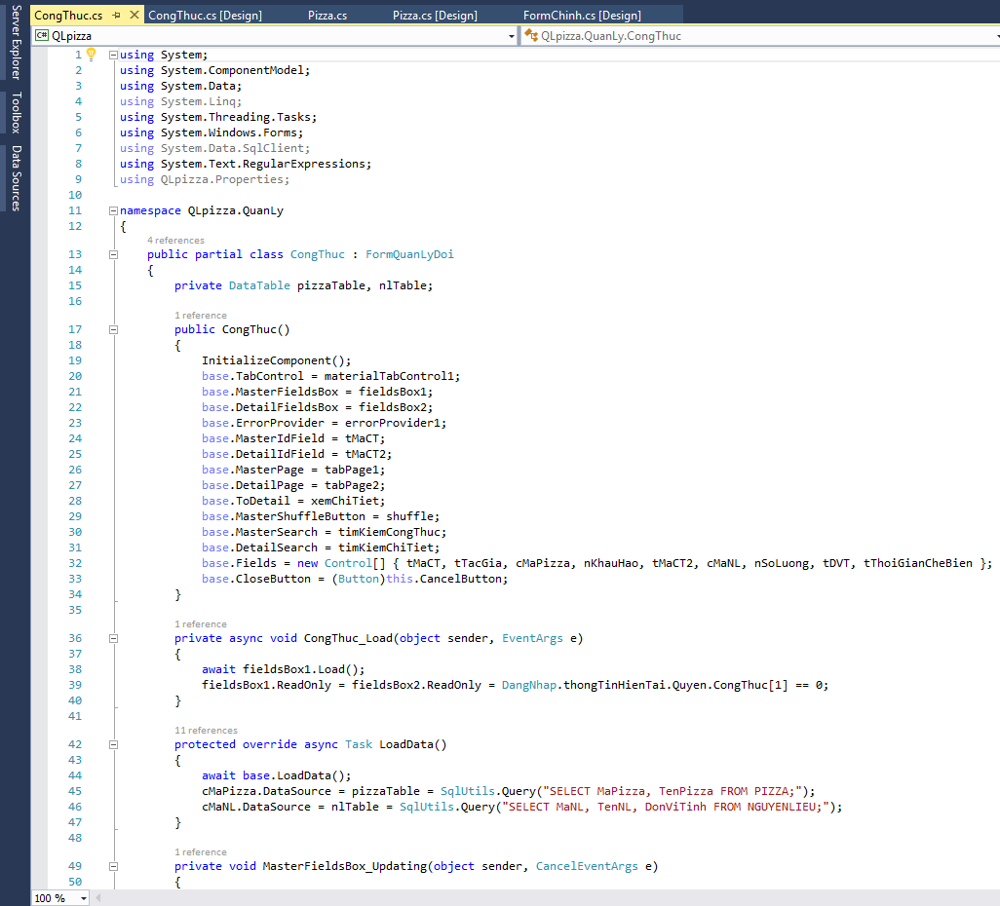 Server Explorer
Toolbox
Data Sources
CongThuc.cs
CongThuc.cs [Design]
Pizza.cs
Pizza.cs [Design]
FormChinh.cs [Design]
C# QLpizza
QLpizza.QuanLy.CongThuc
1 using System;
2 using System.ComponentModel;
3 using System.Data;
4 using System.Linq;
5 using System.Threading.Tasks;
6 using System.Windows.Forms;
7 using System.Data.SqlClient;
8 using System.Text.RegularExpressions;
9 using QLpizza.Properties;
10
11 namespace QLpizza.QuanLy
12 {
4 references
13 public partial class CongThuc : FormQuanLyDoi
14 {
15 private DataTable pizzaTable, nlTable;
16
1 reference
17 public CongThuc()
18 {
19 InitializeComponent();
20 base.TabControl = materialTabControl1;
21 base.MasterFieldsBox = fieldsBox1;
22 base.DetailFieldsBox = fieldsBox2;
23 base.ErrorProvider = errorProvider1;
24 base.MasterIdField = tMaCT;
25 base.DetailIdField = tMaCT2;
26 base.MasterPage = tabPage1;
27 base.DetailPage = tabPage2;
28 base.ToDetail = xemChiTiet;
29 base.MasterShuffleButton = shuffle;
30 base.MasterSearch = timKiemCongThuc;
31 base.DetailSearch = timKiemChiTiet;
32 base.Fields = new Control[] { tMaCT, tTacGia, cMaPizza, nKhauHao, tMaCT2, cMaNL, nSoLuong, tDVT, tThoiGianCheBien };
33 base.CloseButton = (Button)this.CancelButton;
34 }
35
1 reference
36 private async void CongThuc_Load(object sender, EventArgs e)
37 {
38 await fieldsBox1.Load();
39 fieldsBox1.ReadOnly = fieldsBox2.ReadOnly = DangNhap.thongTinHienTai.Quyen.CongThuc[1] == 0;
40 }
41
11 references
42 protected override async Task LoadData()
43 {
44 await base.LoadData();
45 cMaPizza.DataSource = pizzaTable = SqlUtils.Query("SELECT MaPizza, TenPizza FROM PIZZA;");
46 cMaNL.DataSource = nlTable = SqlUtils.Query("SELECT MaNL, TenNL, DonViTinh FROM NGUYENLIEU;");
47 }
48
1 reference
49 private void MasterFieldsBox_Updating(object sender, CancelEventArgs e)
50 {
100 %